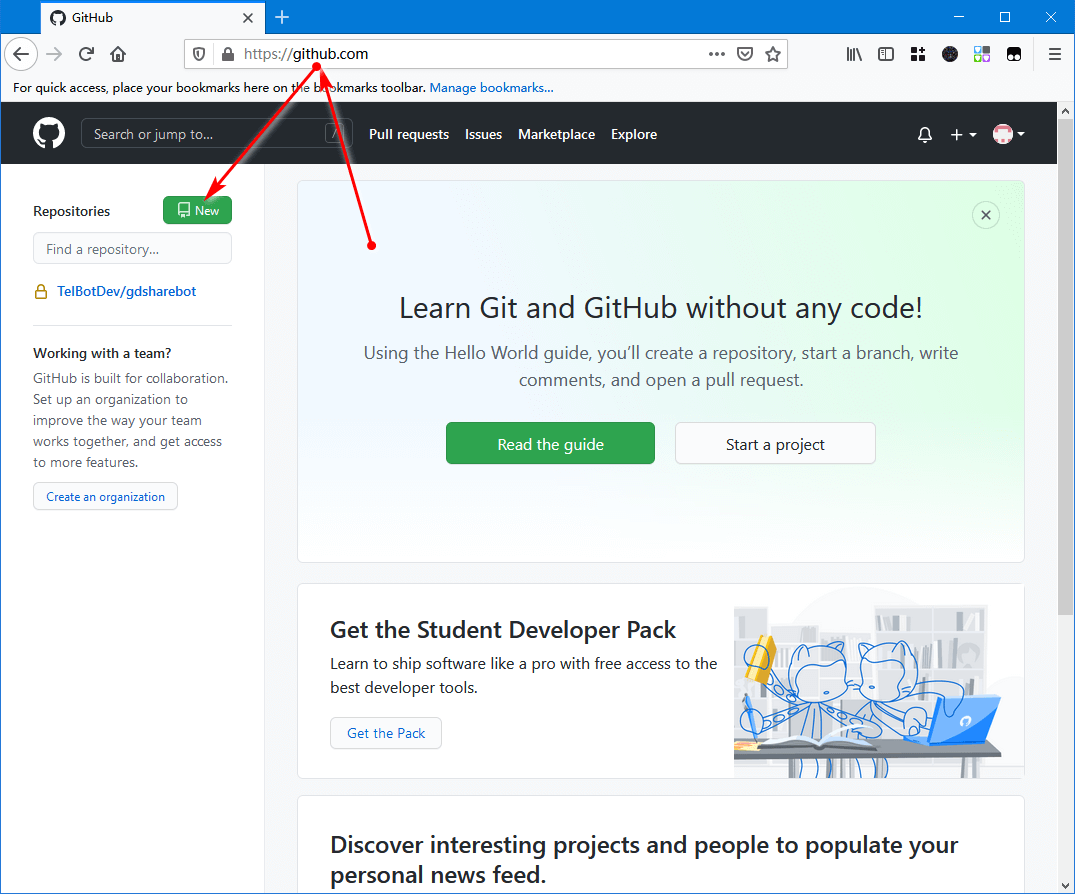 GitHub
https://github.com
For quick access, place your bookmarks here on the bookmarks toolbar. Manage bookmarks...
Search or jump to...
/
Pull requests
Issues
Marketplace
Explore
Repositories
New
Find a repository...
TelBotDev/gdsharebot
Working with a team?
GitHub is built for collaboration.
Set up an organization to
improve the way your team
works together, and get access
to more features.
Create an organization
Learn Git and GitHub without any code!
Using the Hello World guide, you’ll create a repository, start a branch, write
comments, and open a pull request.
Read the guide
Start a project
Get the Student Developer Pack
Learn to ship software like a pro with free access to the
best developer tools.
Get the Pack
Discover interesting projects and people to populate your
personal news feed.